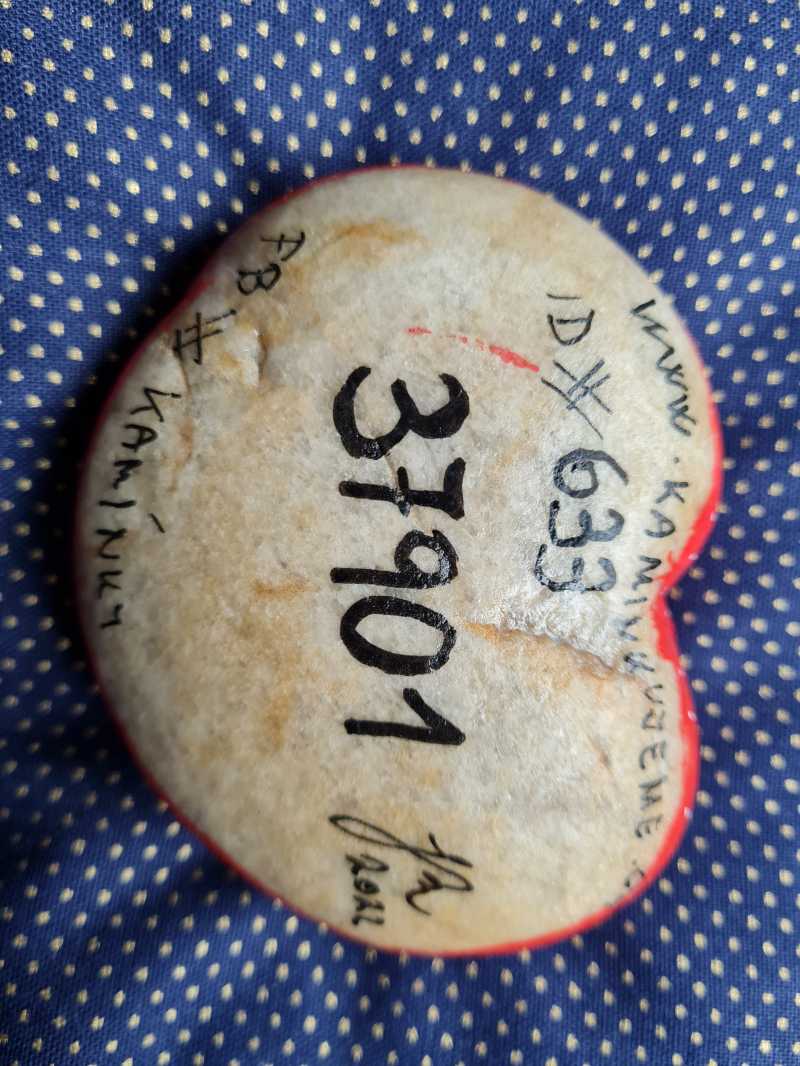 www.KAMINKUJEME.C
ID # 633
37901
2022
FB # KAMÍNKY